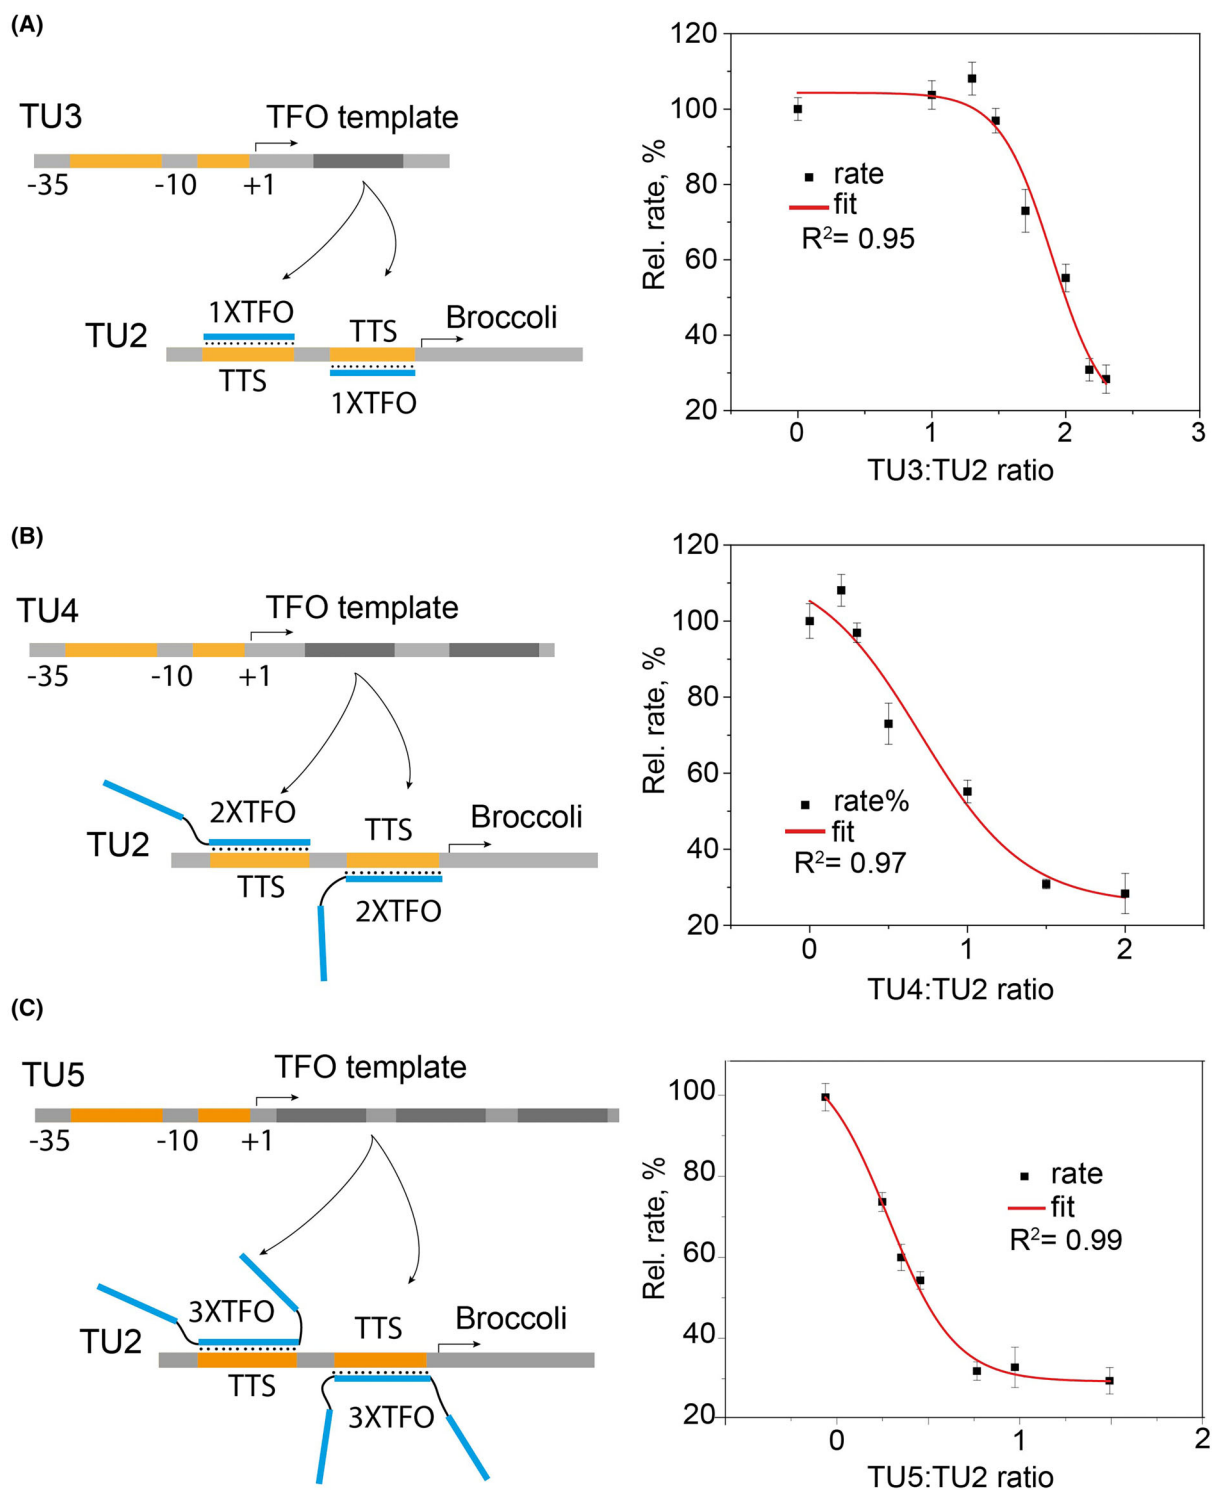 (A)
TU3
TFO template
-35
-10
+1
1XTFO
TTS
Broccoli
TU2
TTS
1XTFO
120
100
80
60
40
20
Rel. rate, %
rate
fit
R²= 0.95
0
1
2
3
TU3:TU2 ratio
(B)
TU4
TFO template
-35
-10
+1
2XTFO
TTS
Broccoli
TU2
TTS
2XTFO
120
100
80
60
40
20
Rel. rate, %
rate%
fit
R²= 0.97
0
1
2
TU4:TU2 ratio
(C)
TU5
TFO template
-35
-10
+1
3XTFO
TTS
Broccoli
TU2
TTS
3XTFO
100
80
60
40
20
Rel. rate, %
rate
fit
R²= 0.99
0
1
2
TU5:TU2 ratio